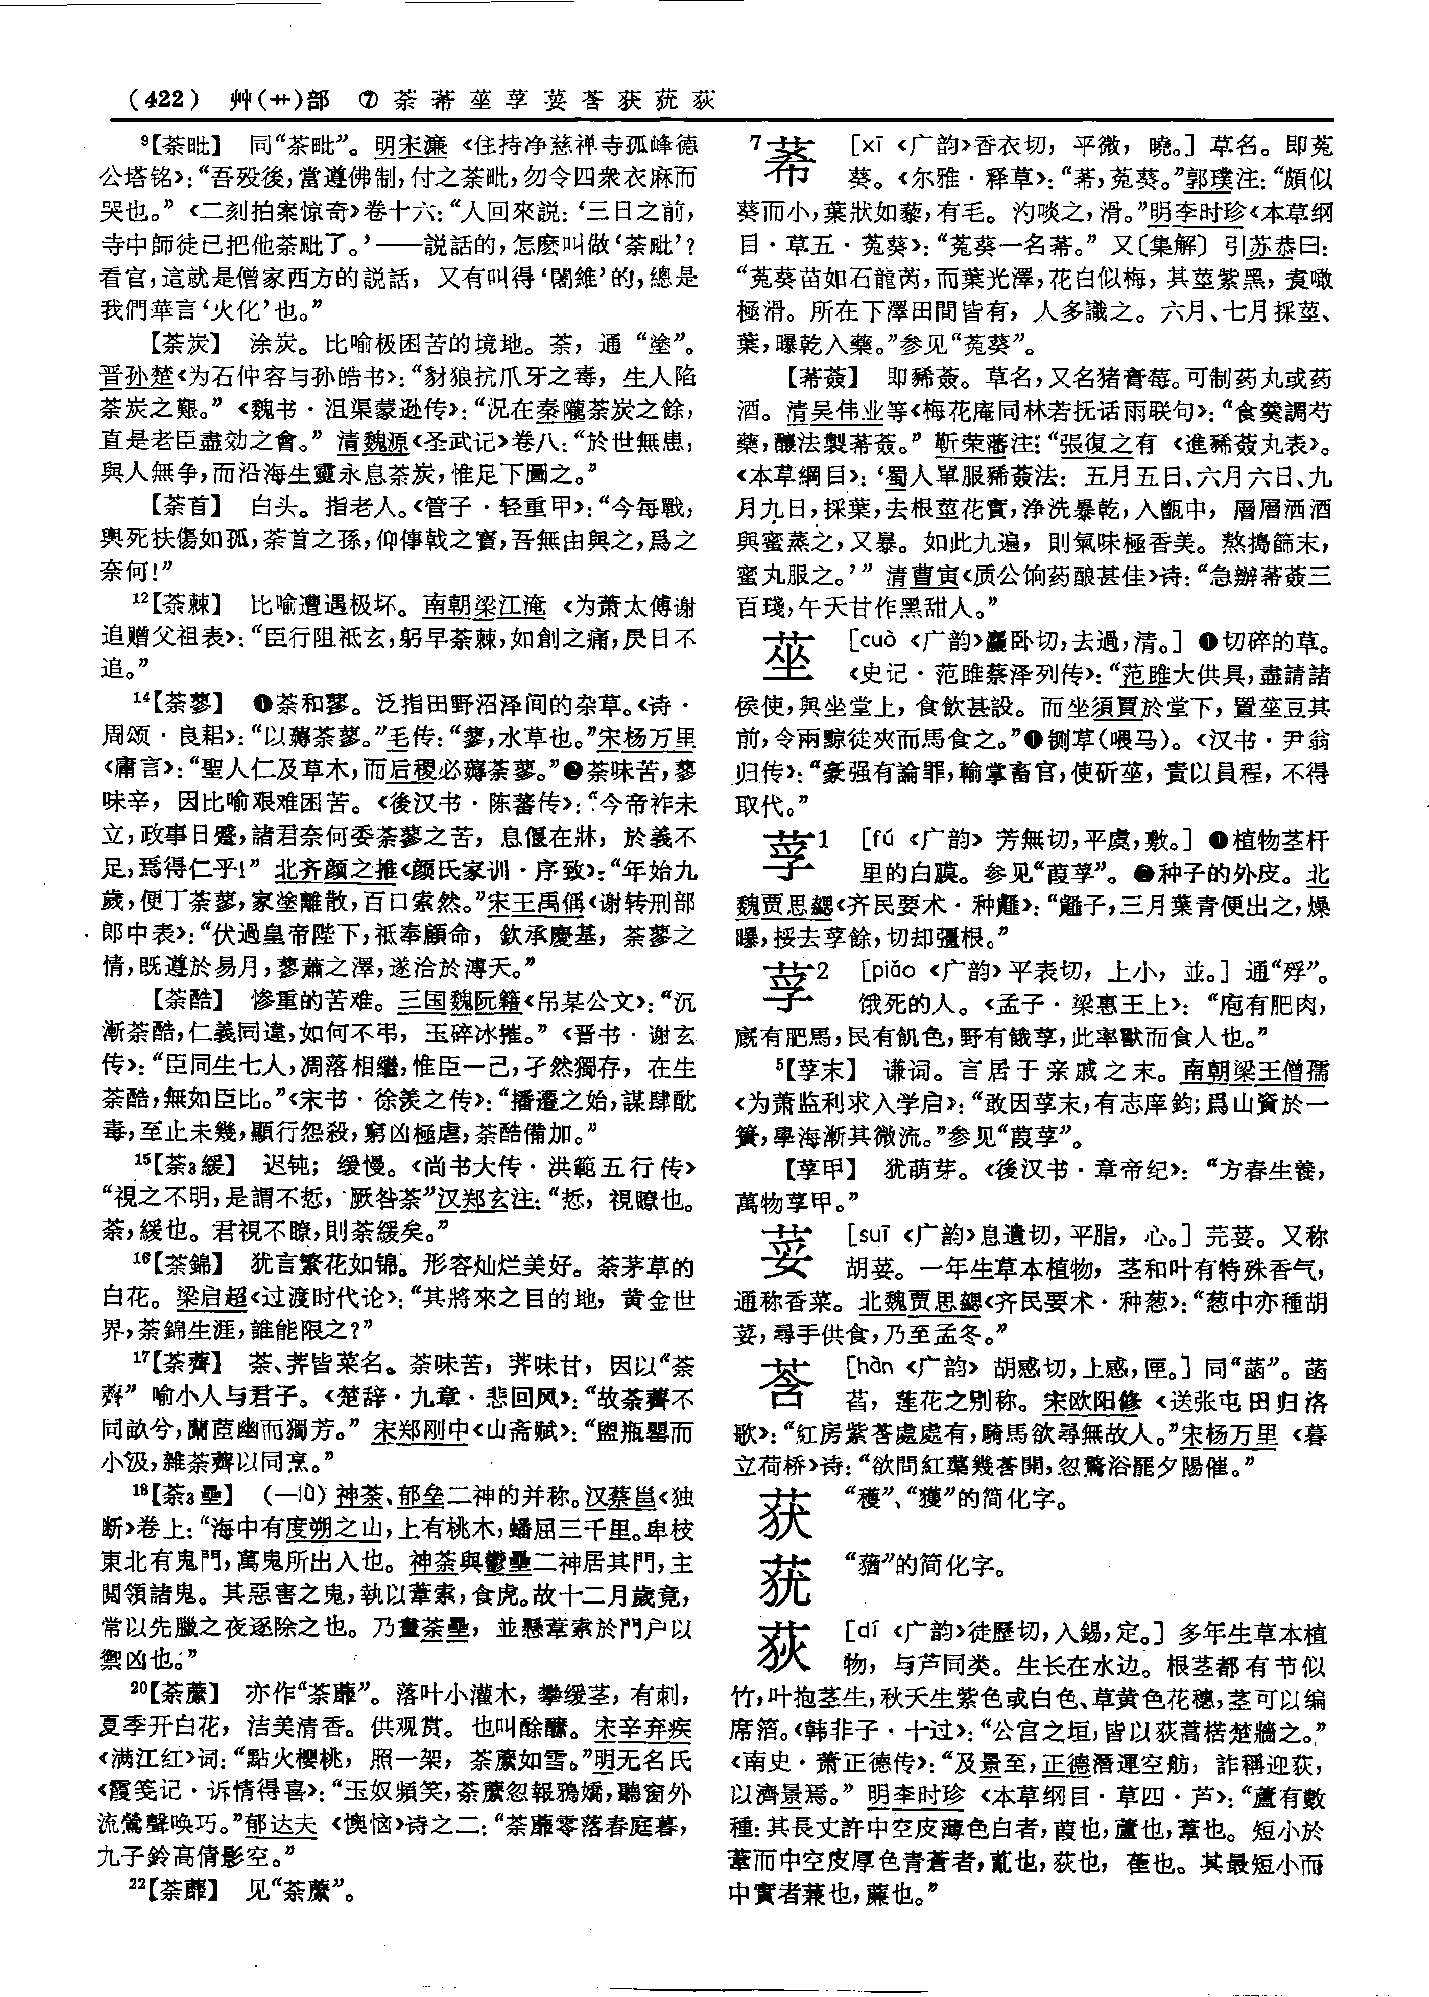 (422) 艸(艹)部 ⑦ 荼莃莝莩荽莟获莸荻
⁹【荼毗】 同“茶毗”。明宋濂《住持净慈禅寺孤峰德
公塔铭》：“吾殁後，當遵佛制，付之荼毗，勿令四衆衣麻而
哭也。”《二刻拍案惊奇》卷十六：“人回來説：‘三日之前，
寺中師徒已把他荼毗了。’——説話的，怎麽叫做‘荼毗’？
看官，這就是僧家西方的説話，又有叫得‘闍維’的，總是
我們華言‘火化’也。”
【荼炭】 涂炭。比喻极困苦的境地。荼，通“塗”。
晋孙楚《为石仲容与孙皓书》：“豺狼抗爪牙之毒，生人陷
荼炭之艱。”《魏书·沮渠蒙逊传》：“况在秦隴荼炭之餘，
直是老臣盡効之會。”清魏源《圣武记》卷八：“於世無患，
與人無争，而沿海生靈永息荼炭，惟足下圖之。”
【荼首】 白头。指老人。《管子·轻重甲》：“今每戰，
輿死扶傷如孤，荼首之孫，仰倳戟之寶，吾無由與之，爲之
奈何！”
¹²【荼棘】 比喻遭遇极坏。南朝梁江淹《为萧太傅谢
追赠父祖表》：“臣行阻祇玄，躬早荼棘，如創之痛，戾日不
追。”
¹⁴【荼蓼】 ❶荼和蓼。泛指田野沼泽间的杂草。《诗·
周颂·良耜》：“以薅荼蓼。”毛传：“蓼，水草也。”宋杨万里
《庸言》：“聖人仁及草木，而后稷必薅荼蓼。”❷荼味苦，蓼
味辛，因比喻艰难困苦。《後汉书·陈蕃传》：“今帝祚未
立，政事日蹙，諸君奈何委荼蓼之苦，息偃在牀，於義不
足，焉得仁乎！”北齐颜之推《颜氏家训·序致》：“年始九
歲，便丁荼蓼，家塗離散，百口索然。”宋王禹偁《谢转刑部
郎中表》：“伏過皇帝陛下，祗奉顧命，欽承慶基，荼蓼之
情，既遵於易月，蓼蕭之澤，遂洽於溥天。”
【荼酷】 惨重的苦难。三国魏阮籍《吊某公文》：“沉
漸荼酷，仁義同違，如何不弔，玉碎冰摧。”《晋书·谢玄
传》：“臣同生七人，凋落相繼，惟臣一己，孑然獨存，在生
荼酷，無如臣比。”《宋书·徐羡之传》：“播遷之始，謀肆酖
毒，至止未幾，顯行怨殺，窮凶極虐，荼酷備加。”
¹⁵【荼₃緩】 迟钝；缓慢。《尚书大传·洪範五行传》
“視之不明，是謂不悊，厥咎荼”汉郑玄注：“悊，視瞭也。
荼，緩也。君視不瞭，則荼緩矣。”
¹⁶【荼錦】 犹言繁花如锦。形容灿烂美好。荼茅草的
白花。梁启超《过渡时代论》：“其將來之目的地，黄金世
界，荼錦生涯，誰能限之？”
¹⁷【荼薺】 荼、荠皆菜名。荼味苦，荠味甘，因以“荼
薺”喻小人与君子。《楚辞·九章·悲回风》：“故荼薺不
同畝兮，蘭茝幽而獨芳。”宋郑刚中《山斋赋》：“盥瓶罌而
小汲，雜荼薺以同烹。”
¹⁸【荼₃壘】 (—lǜ) 神荼、郁垒二神的并称。汉蔡邕《独
断》卷上：“海中有度朔之山，上有桃木，蟠屈三千里。卑枝
東北有鬼門，萬鬼所出入也。神荼與鬱壘二神居其門，主
閲領諸鬼。其惡害之鬼，執以葦索，食虎。故十二月歲竟，
常以先臘之夜逐除之也。乃畫荼壘，並懸葦索於門户以
禦凶也。”
²⁰【荼蘼】 亦作“荼蘼”。落叶小灌木，攀缓茎，有刺，
夏季开白花，洁美清香。供观赏。也叫酴醾。宋辛弃疾
《满江红》词：“點火櫻桃，照一架，荼蘼如雪。”明无名氏
《霞笺记·诉情得喜》：“玉奴頻笑，荼蘼忽報鴉嬌，聽窗外
流鶯聲唤巧。”郁达夫《懊恼》诗之二：“荼蘼零落春庭暮，
九子鈴高倩影空。”
²²【荼蘼】 见“荼蘼”。
7莃 [xī 《广韵》香衣切，平微，曉。] 草名。即菟
葵。《尔雅·释草》：“莃，菟葵。”郭璞注：“頗似
葵而小，葉狀如藜，有毛。汋啖之，滑。”明李时珍《本草纲
目·草五·菟葵》：“菟葵一名莃。”又〔集解〕引苏恭曰：
“菟葵苗如石龍芮，而葉光澤，花白似梅，其莖紫黑，煑噉
極滑。所在下澤田間皆有，人多識之。六月、七月採莖、
葉，曝乾入藥。”参见“菟葵”。
【莃薟】 即豨薟。草名，又名猪膏莓。可制药丸或药
酒。清吴伟业等《梅花庵同林若抚话雨联句》：“食羹調芍
藥，釀法製莃薟。”靳荣藩注：“張復之有《進豨薟丸表》。
《本草綱目》：‘蜀人單服豨薟法：五月五日、六月六日、九
月九日，採葉，去根莖花實，净洗暴乾，入甑中，層層洒酒
與蜜蒸之，又暴。如此九遍，則氣味極香美。熬搗篩末，
蜜丸服之。’”清曹寅《质公饷药酿甚佳》诗：“急辦莃薟三
百琖，午天甘作黑甜人。”
莝 [cuò 《广韵》麤卧切，去過，清。] ❶切碎的草。
《史记·范雎蔡泽列传》：“范雎大供具，盡請諸
侯使，與坐堂上，食飲甚設。而坐須賈於堂下，置莝豆其
前，令兩黥徒夾而馬食之。”❶铡草(喂马)。《汉书·尹翁
归传》：“豪强有論罪，輸掌畜官，使斫莝，責以員程，不得
取代。”
莩¹ [fú 《广韵》芳無切，平虞，敷。] ❶植物茎杆
里的白膜。参见“葭莩”。❷种子的外皮。北
魏贾思勰《齐民要术·种䪥》：“䪥子，三月葉青便出之，燥
曝，挼去莩餘，切却彊根。”
莩² [piǎo 《广韵》平表切，上小，並。] 通“殍”。
饿死的人。《孟子·梁惠王上》：“庖有肥肉，
廐有肥馬，民有飢色，野有餓莩，此率獸而食人也。”
⁵【莩末】 谦词。言居于亲戚之末。南朝梁王僧孺
《为萧监利求入学启》：“敢因莩末，有志庠鈞；爲山資於一
簣，學海漸其微流。”参见“葭莩”。
【莩甲】 犹萌芽。《後汉书·章帝纪》：“方春生養，
萬物莩甲。”
荽 [suī 《广韵》息遺切，平脂，心。] 芫荽。又称
胡荽。一年生草本植物，茎和叶有特殊香气，
通称香菜。北魏贾思勰《齐民要术·种葱》：“葱中亦種胡
荽，尋手供食，乃至孟冬。”
莟 [hàn 《广韵》胡感切，上感，匣。] 同“菡”。菡
萏，莲花之别称。宋欧阳修《送张屯田归洛
歌》：“紅房紫莟處處有，騎馬欲尋無故人。”宋杨万里《暮
立荷桥》诗：“欲問紅葉幾莟開，忽驚浴罷夕陽催。”
获 “穫”、“獲”的简化字。
莸 “蕕”的简化字。
荻 [dí 《广韵》徒歷切，入錫，定。] 多年生草本植
物，与芦同类。生长在水边。根茎都有节似
竹，叶抱茎生，秋天生紫色或白色、草黄色花穗，茎可以编
席箔。《韩非子·十过》：“公宫之垣，皆以荻蒿楛楚牆之。”
《南史·萧正德传》：“及景至，正德潛運空舫，詐稱迎荻，
以濟景焉。”明李时珍《本草纲目·草四·芦》：“蘆有數
種：其長丈許中空皮薄色白者，葭也，蘆也，葦也。短小於
葦而中空皮厚色青蒼者，薍也，荻也，萑也。其最短小而
中實者蒹也，薕也。”